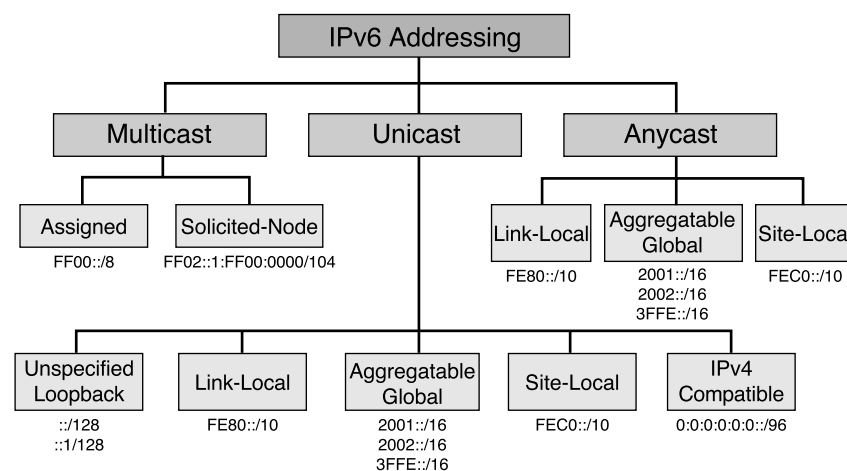 IPv6 Addressing
Multicast
Unicast
Anycast
Assigned
FF00::/8
Solicited-Node
FF02::1:FF00:0000/104
Link-Local
FE80::/10
Aggregatable
Global
2001::/16
2002::/16
3FFE::/16
Site-Loca
FEC0::/10
Unspecified
Loopback
::/128
::1/128
Link-Local
FE80::/10
Aggregatable
Global
2001::/16
2002::/16
3FFE::/16
Site-Local
FEC0::/10
IPv4
Compatible
0:0:0:0:0:0::/96